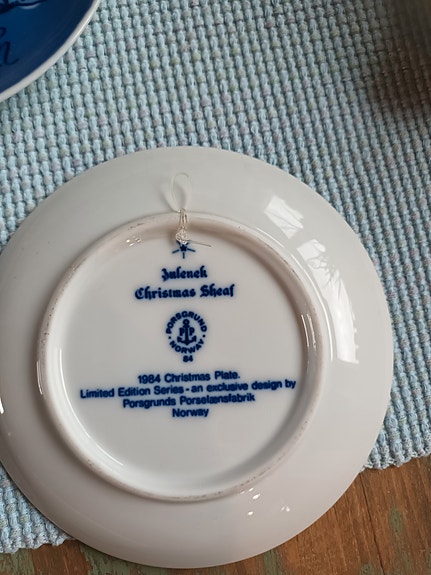 Julenek
Christmas Sheaf
PORSGRUND
NORWAY
84
1984 Christmas Plate.
Limited Edition Series - an exclusive design by
Porsgrunds Porselænsfabrik
Norway